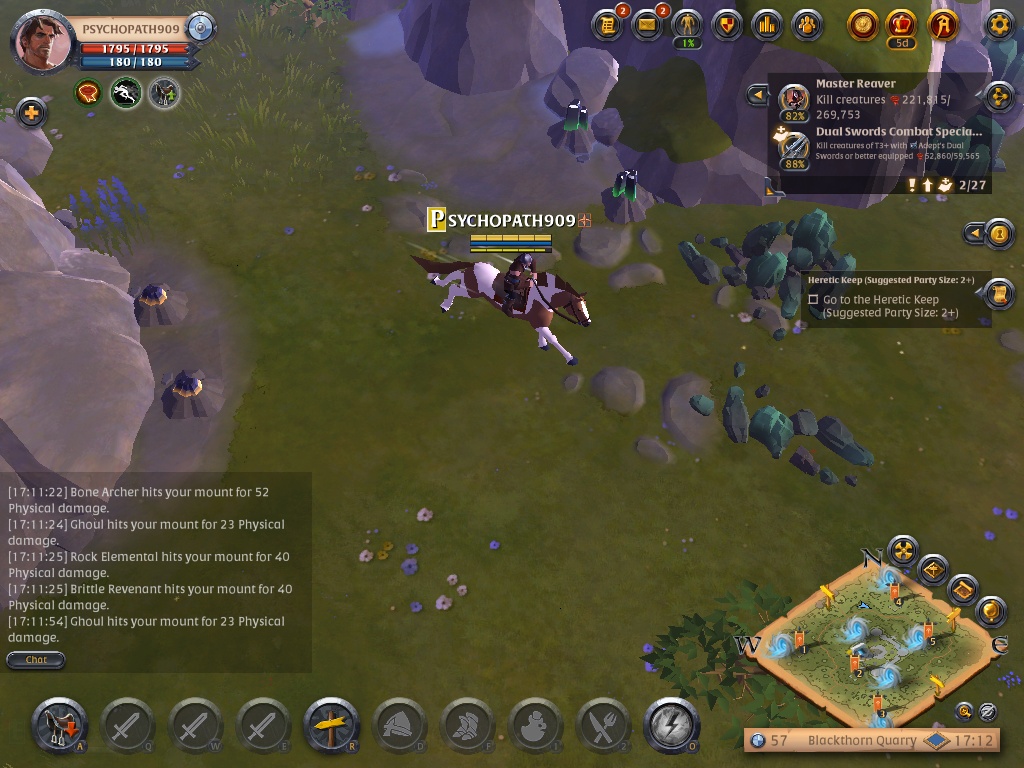 PSYCHOPATH909
1795 / 1795
180 / 180
2
2
1%
5d
Master Reaver
Kill creatures 221,815/
269,753
82%
Dual Swords Combat Specia...
Kill creatures of T3+ with Adept's Dual
Swords or better equipped 52,860/59,565
88%
2/27
PSYCHOPATH909
Heretic Keep (Suggested Party Size: 2+)
Go to the Heretic Keep
(Suggested Party Size: 2+)
[17:11:22] Bone Archer hits your mount for 52
Physical damage.
[17:11:24] Ghoul hits your mount for 23 Physical
damage.
[17:11:25] Rock Elemental hits your mount for 40
Physical damage.
[17:11:25] Brittle Revenant hits your mount for 40
Physical damage.
[17:11:54] Ghoul hits your mount for 23 Physical
damage.
Chat
N
W
E
4
1
5
2
3
A
Q
W
E
R
D
F
1
2
O
57 Blackthorn Quarry 17:12